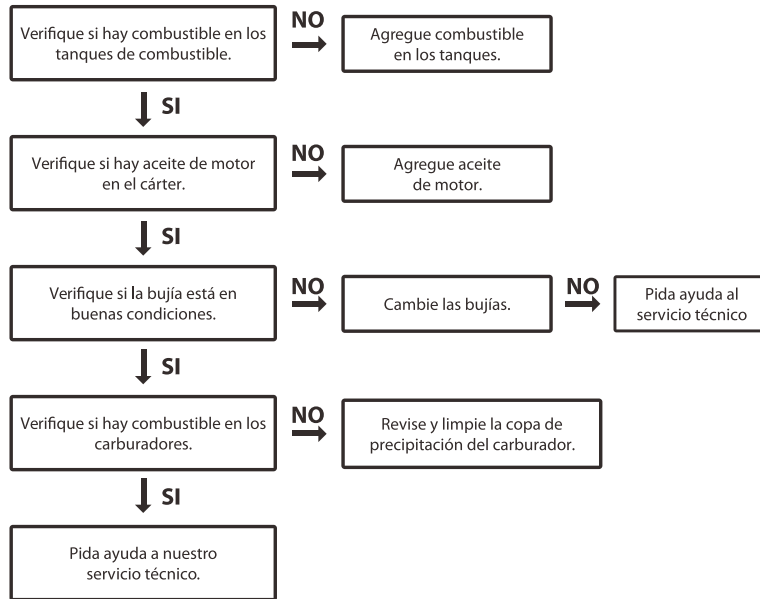 Verifique si hay combustible en los
tanques de combustible.
NO
Agregue combustible
en los tanques.
SI
Verifique si hay aceite de motor
en el cárter.
NO
Agregue aceite
de motor.
SI
Verifique si la bujía está en
buenas condiciones.
NO
Cambie las bujías.
NO
Pida ayuda al
servicio técnico
SI
Verifique si hay combustible en los
carburadores.
NO
Revise y limpie la copa de
precipitación del carburador.
SI
Pida ayuda a nuestro
servicio técnico.